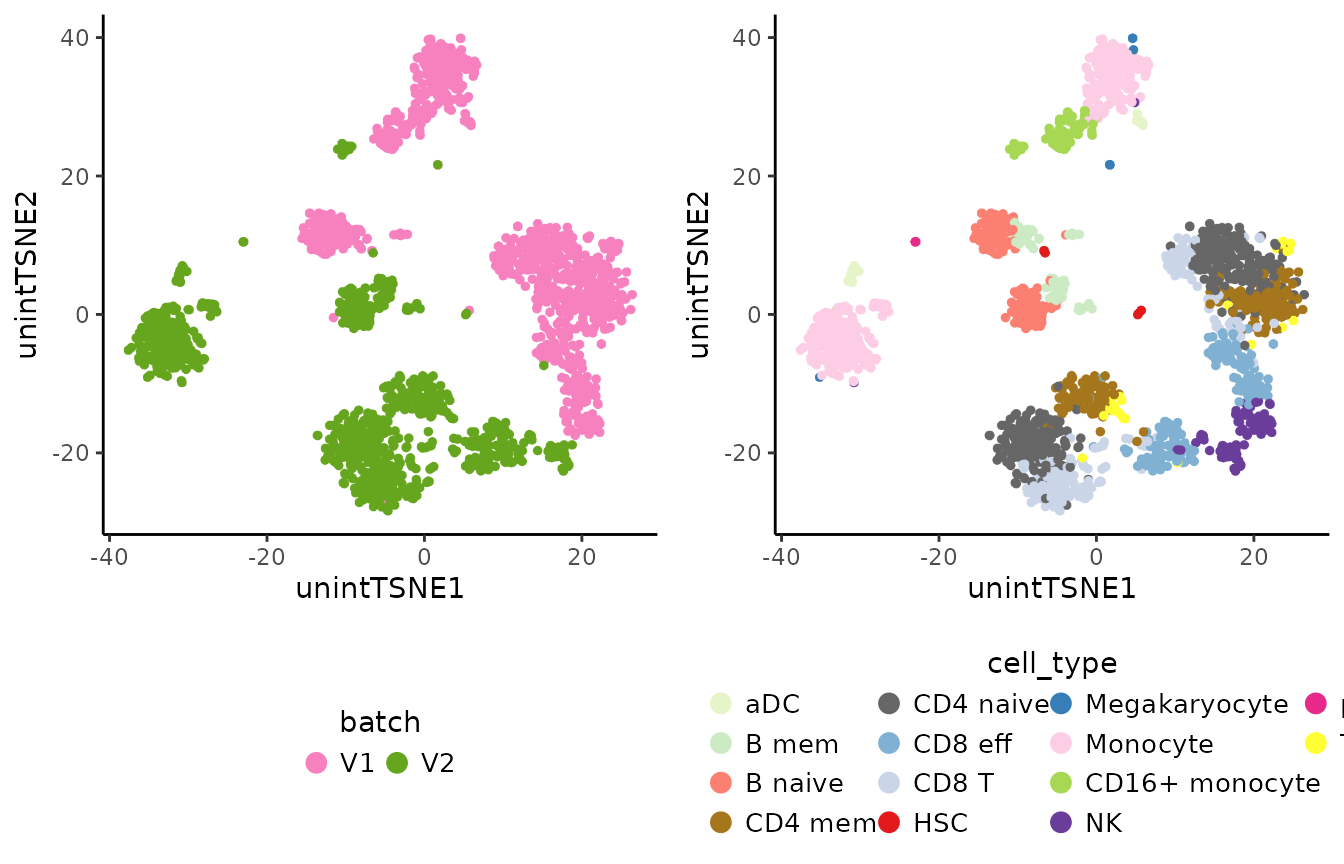 40
20
0
-20
unintTSNE2
-40 -20 0 20
unintTSNE1
40
20
0
-20
unintTSNE2
-40 -20 0 20
unintTSNE1
batch
V1 V2
cell_type
aDC CD4 naive Megakaryocyte
B mem CD8 eff Monocyte
B naive CD8 T CD16+ monocyte
CD4 mem HSC NK